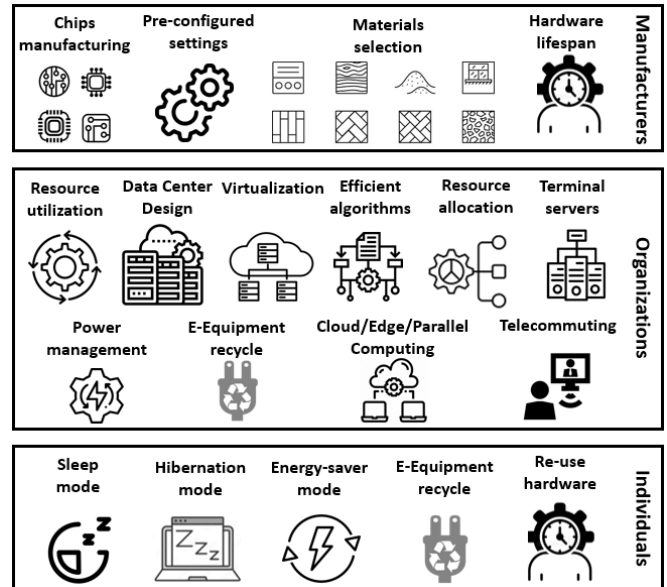 Chips
manufacturing
Pre-configured
settings
Materials
selection
Hardware
lifespan
Manufacturers
Resource
utilization
Data Center
Design
Virtualization
Efficient
algorithms
Resource
allocation
Terminal
servers
Power
management
E-Equipment
recycle
Cloud/Edge/Parallel
Computing
Telecommuting
Organizations
Sleep
mode
z z z
Hibernation
mode
Z z z z
Energy-saver
mode
E-Equipment
recycle
Re-use
hardware
Individuals